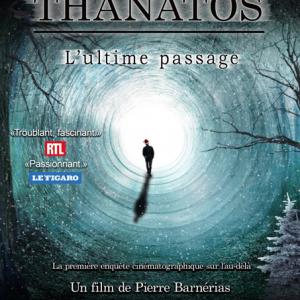 THANATOS
L'ultime passage
«Troublant, fascinant.»
RTL
«Passionnant.»
LE FIGARO
La première enquête cinématographique sur l'au-delà
Un film de Pierre Barnérias